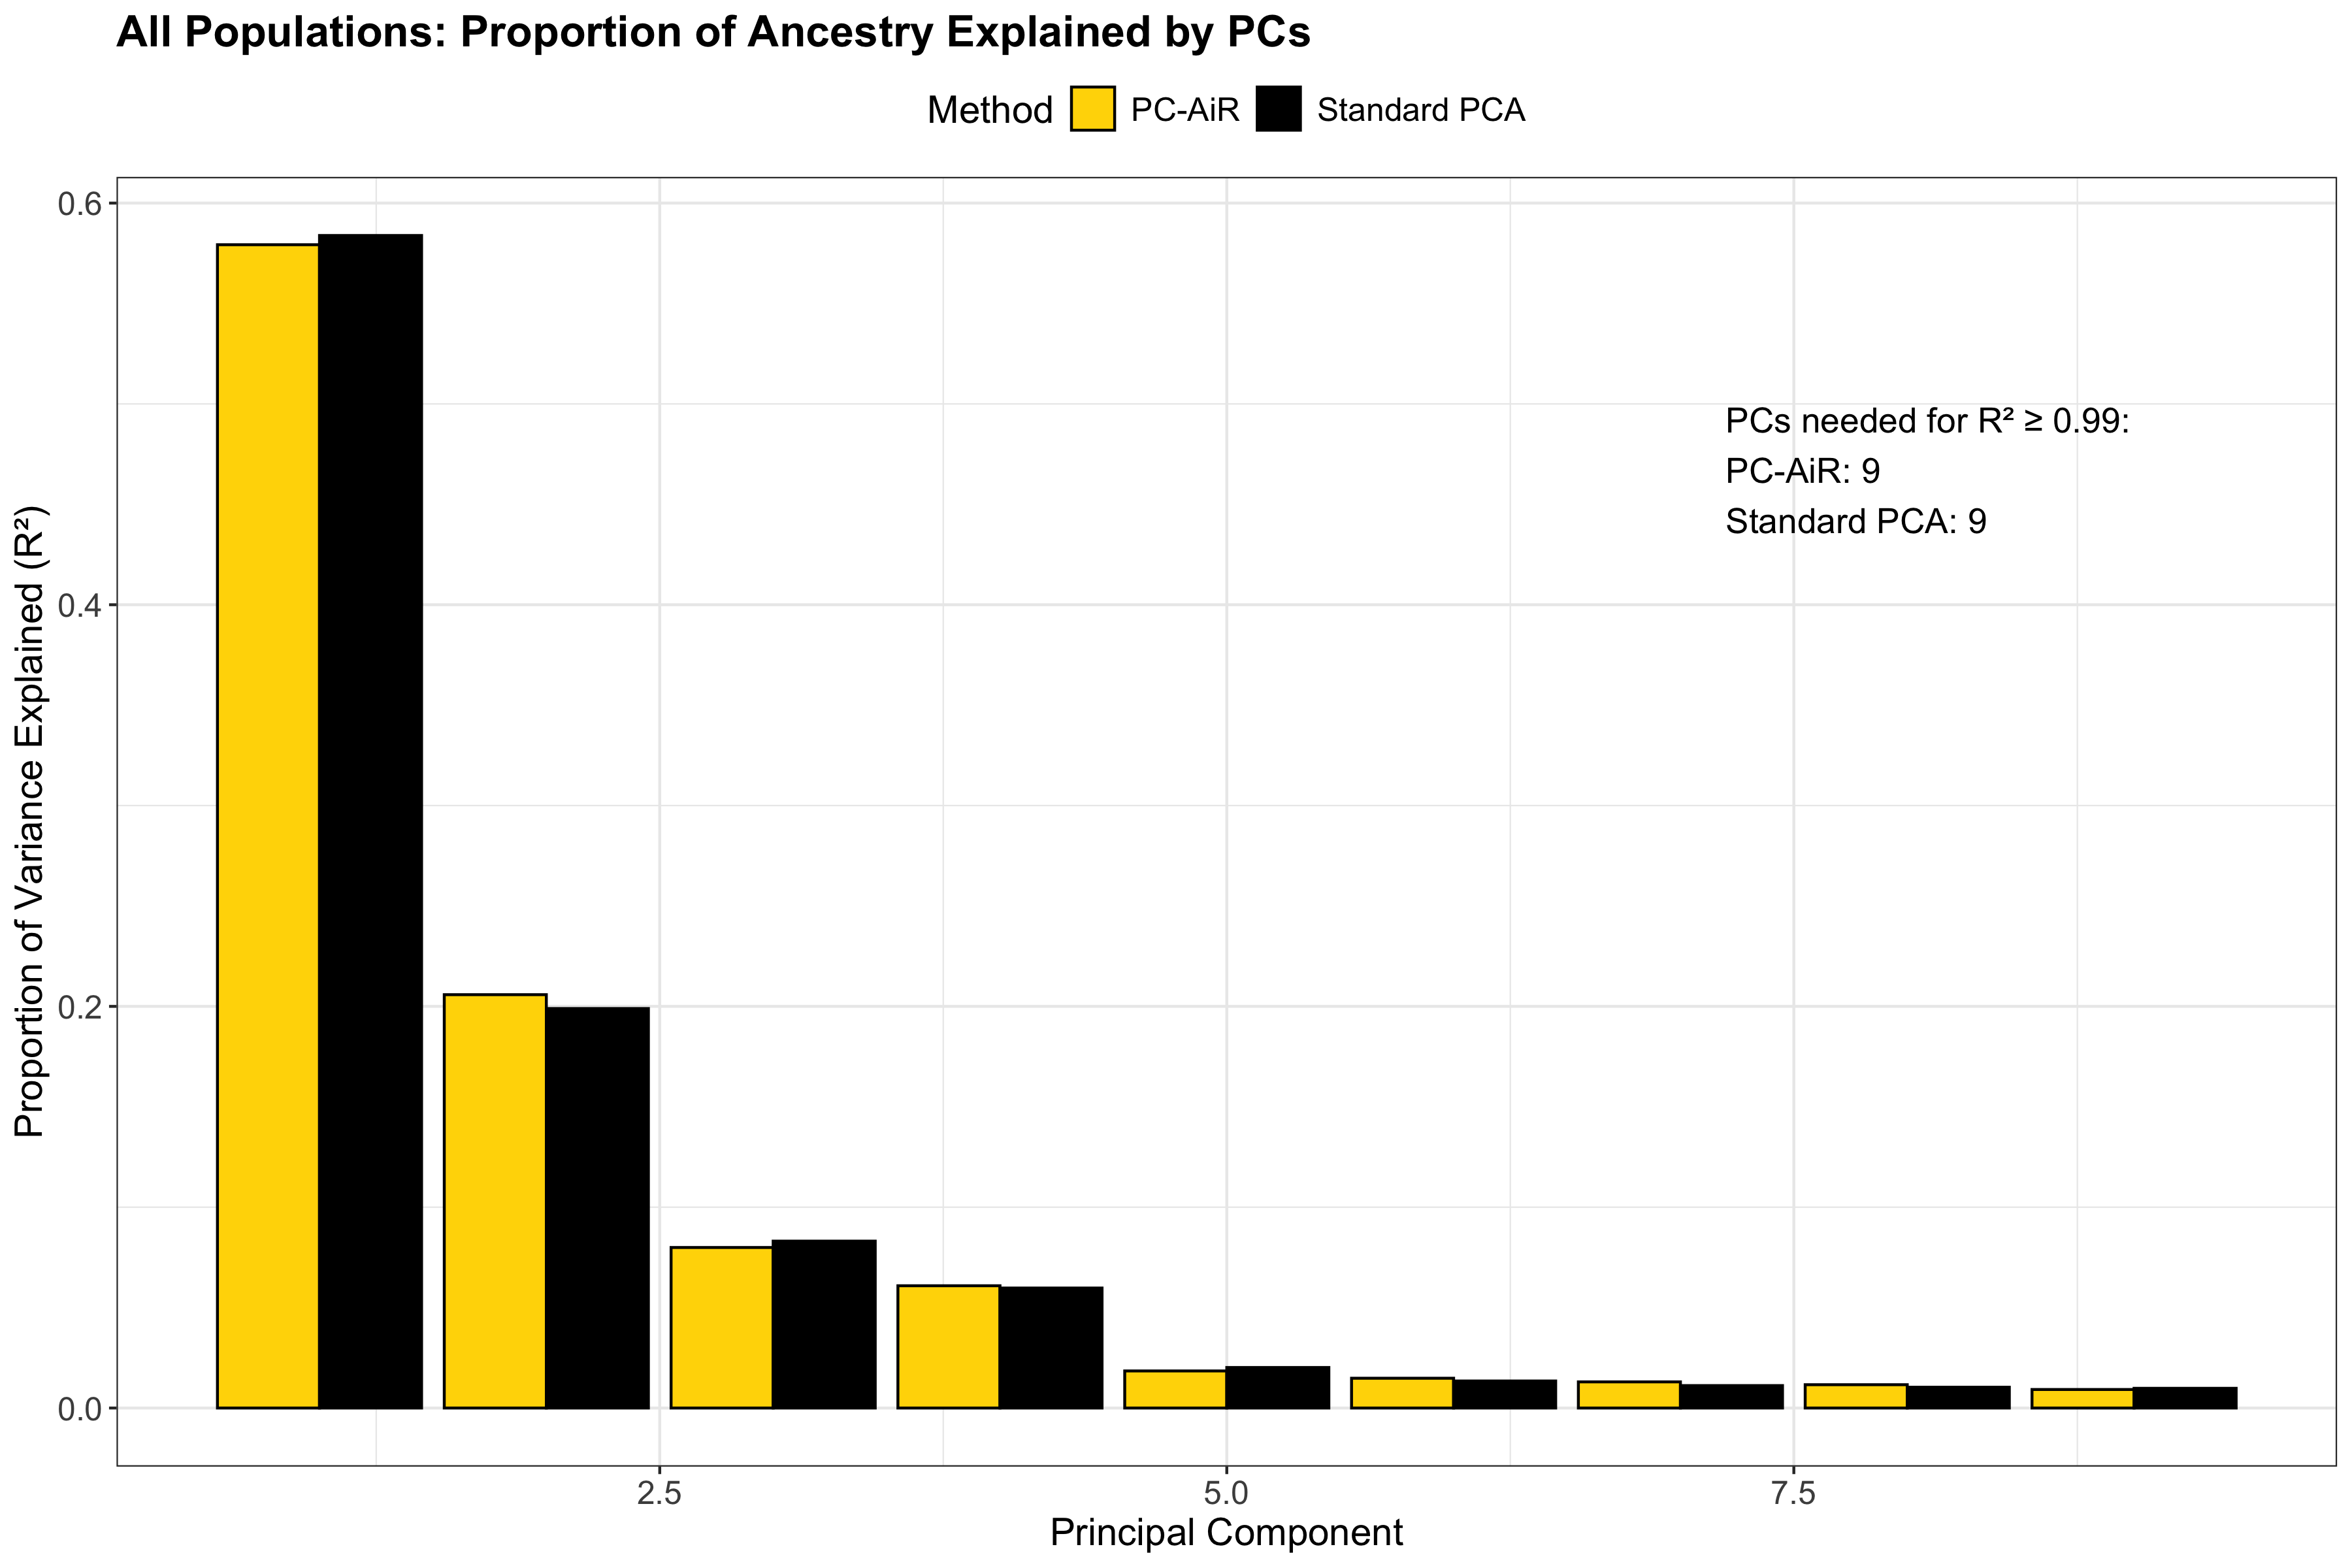 All Populations: Proportion of Ancestry Explained by PCs
Method PC-AiR Standard PCA
Proportion of Variance Explained (R²)
0.6
0.4
0.2
0.0
PCs needed for R² ≥ 0.99:
PC-AiR: 9
Standard PCA: 9
2.5 5.0 7.5
Principal Component